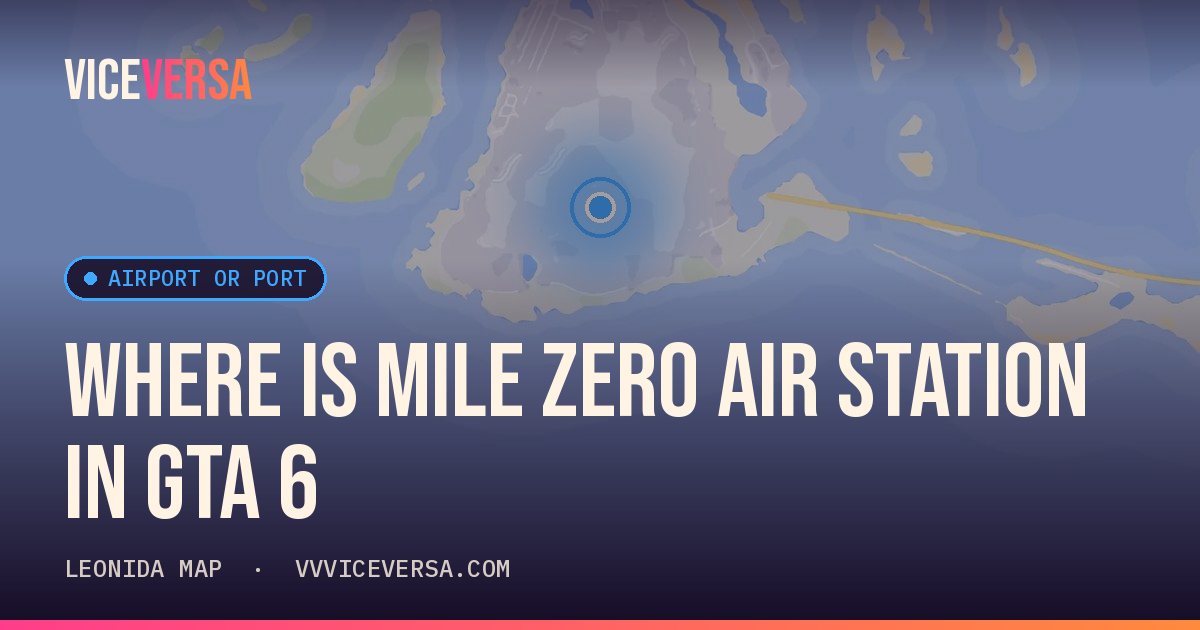 VICEVERSA
AIRPORT OR PORT
WHERE IS MILE ZERO AIR STATION
IN GTA 6
LEONIDA MAP · VVVICEVERSA.COM